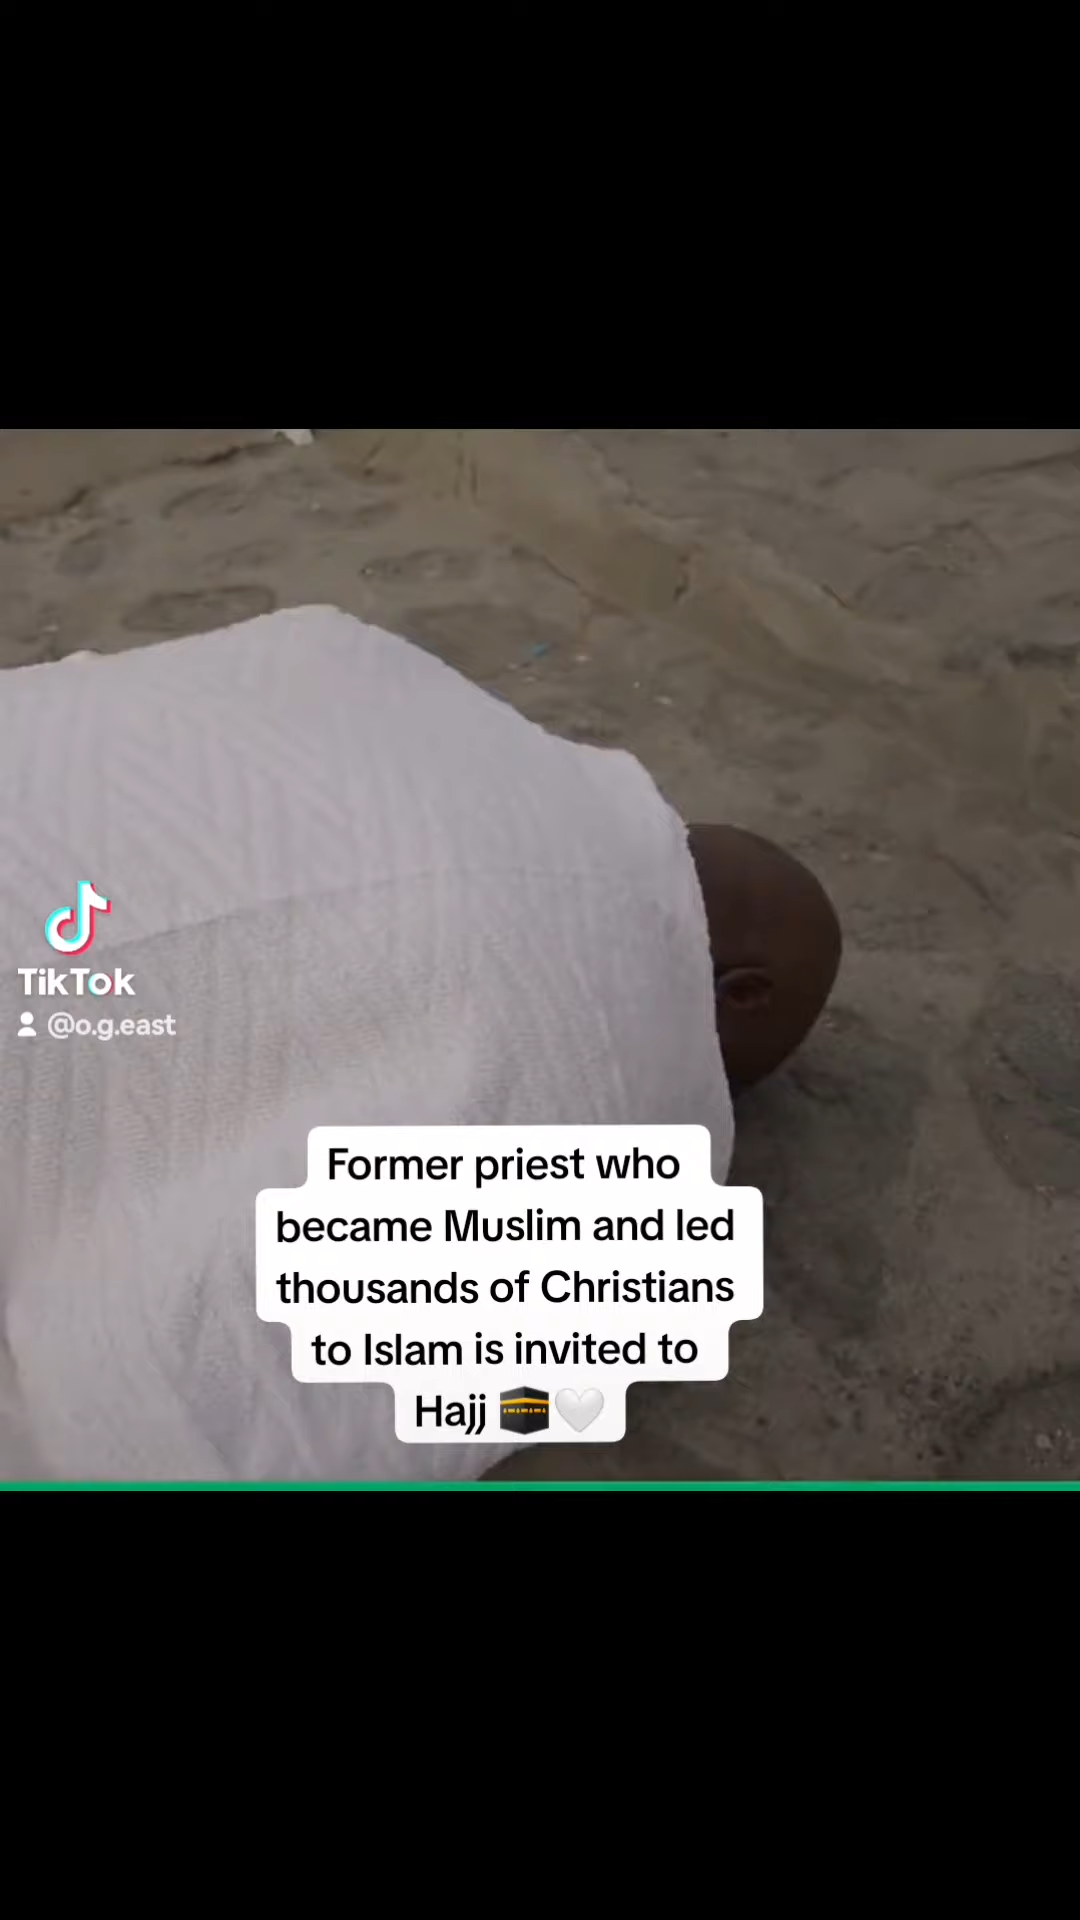 TikTok
@o.g.east
Former priest who
became Muslim and led
thousands of Christians
to Islam is invited to
Hajj 🕋🤍